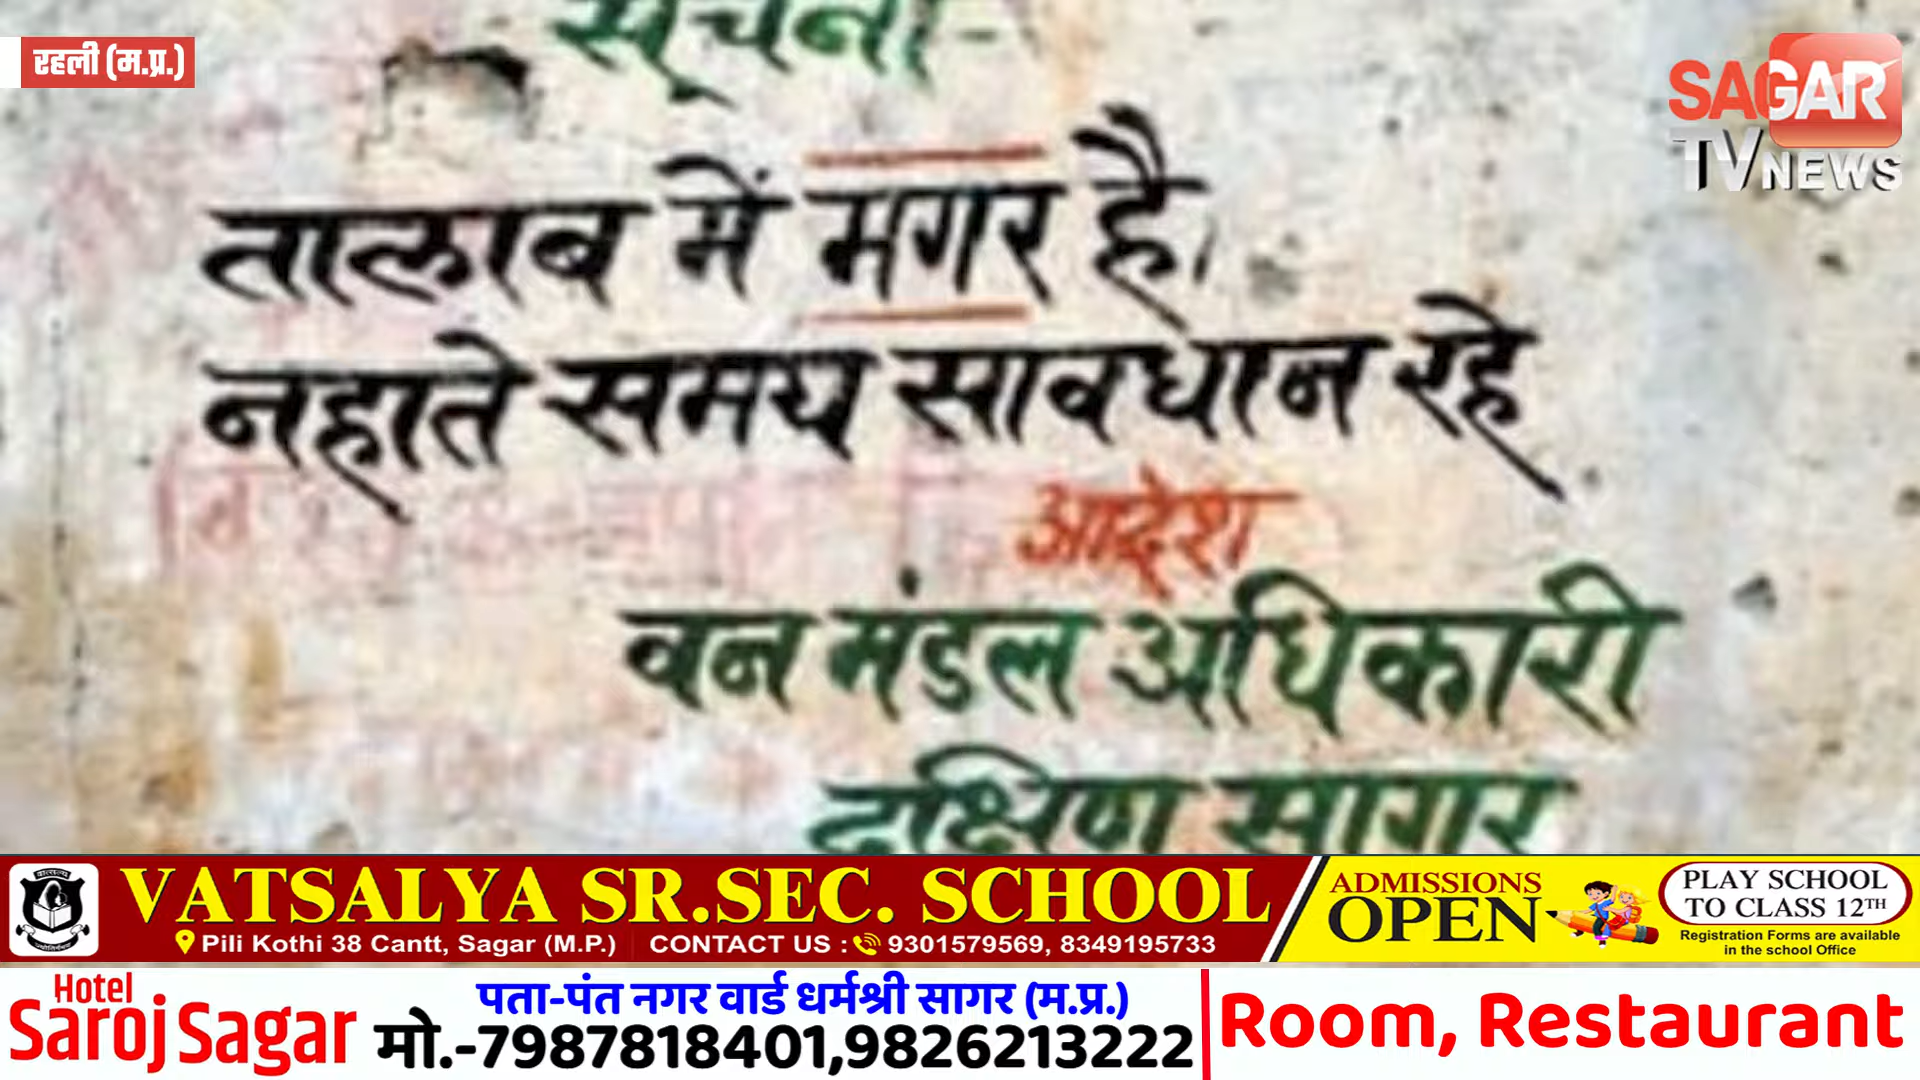 रहली (म.प्र.)
SAGAR
TV NEWS
सूचना-
तालाब में मगर है।
नहाते समय सावधान रहे
आदेश
वन मंडल अधिकारी
दक्षिण सागर
VATSALYA SR.SEC. SCHOOL
Pili Kothi 38 Cantt, Sagar (M.P.) CONTACT US : 9301579569, 8349195733
ADMISSIONS
OPEN
PLAY SCHOOL
TO CLASS 12TH
Registration Forms are available
in the school Office
Hotel
Saroj Sagar
पता-पंत नगर वार्ड धर्मश्री सागर (म.प्र.)
मो.-7987818401,9826213222
Room, Restaurant